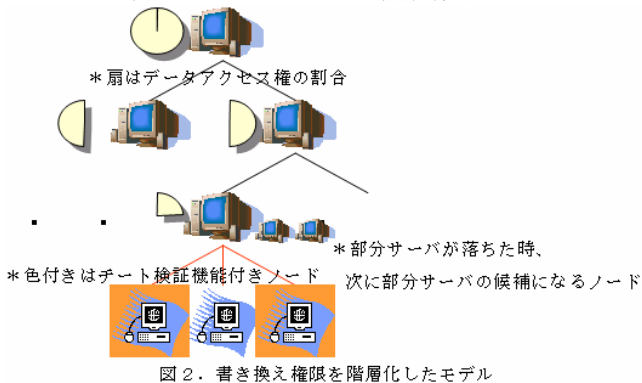 ＊扇はデータアクセス権の割合
＊部分サーバが落ちた時、
＊色付きはチート検証機能付きノード
次に部分サーバの候補になるノード
図２．書き換え権限を階層化したモデル